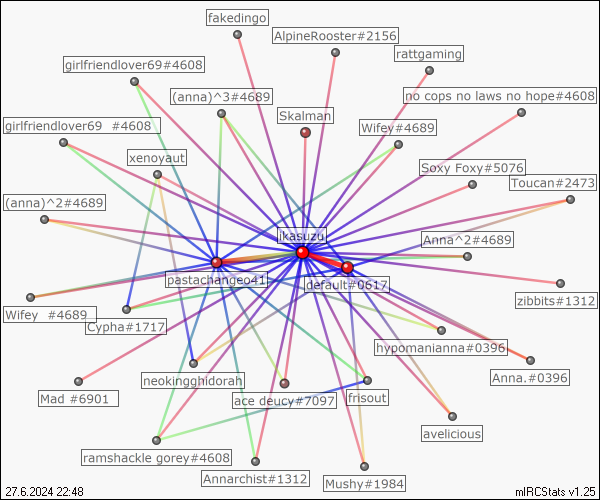 fakedingo
AlpineRooster#2156
rattgaming
girlfriendlover69#4608
(anna)^3#4689
no cops no laws no hope#4608
Skalman
girlfriendlover69  #4608
Wifey#4689
xenoyaut
Soxy Foxy#5076
Toucan#2473
(anna)^2#4689
ikasuzu
Anna^2#4689
pastachangeo41
default#0617
zibbits#1312
Wifey  #4689
Cypha#1717
hypomanianna#0396
neokingghidorah
Anna.#0396
Mad #6901
ace deucy#7097
frisout
avelicious
ramshackle gorey#4608
Annarchist#1312
Mushy#1984
27.6.2024 22:48
mIRCStats v1.25